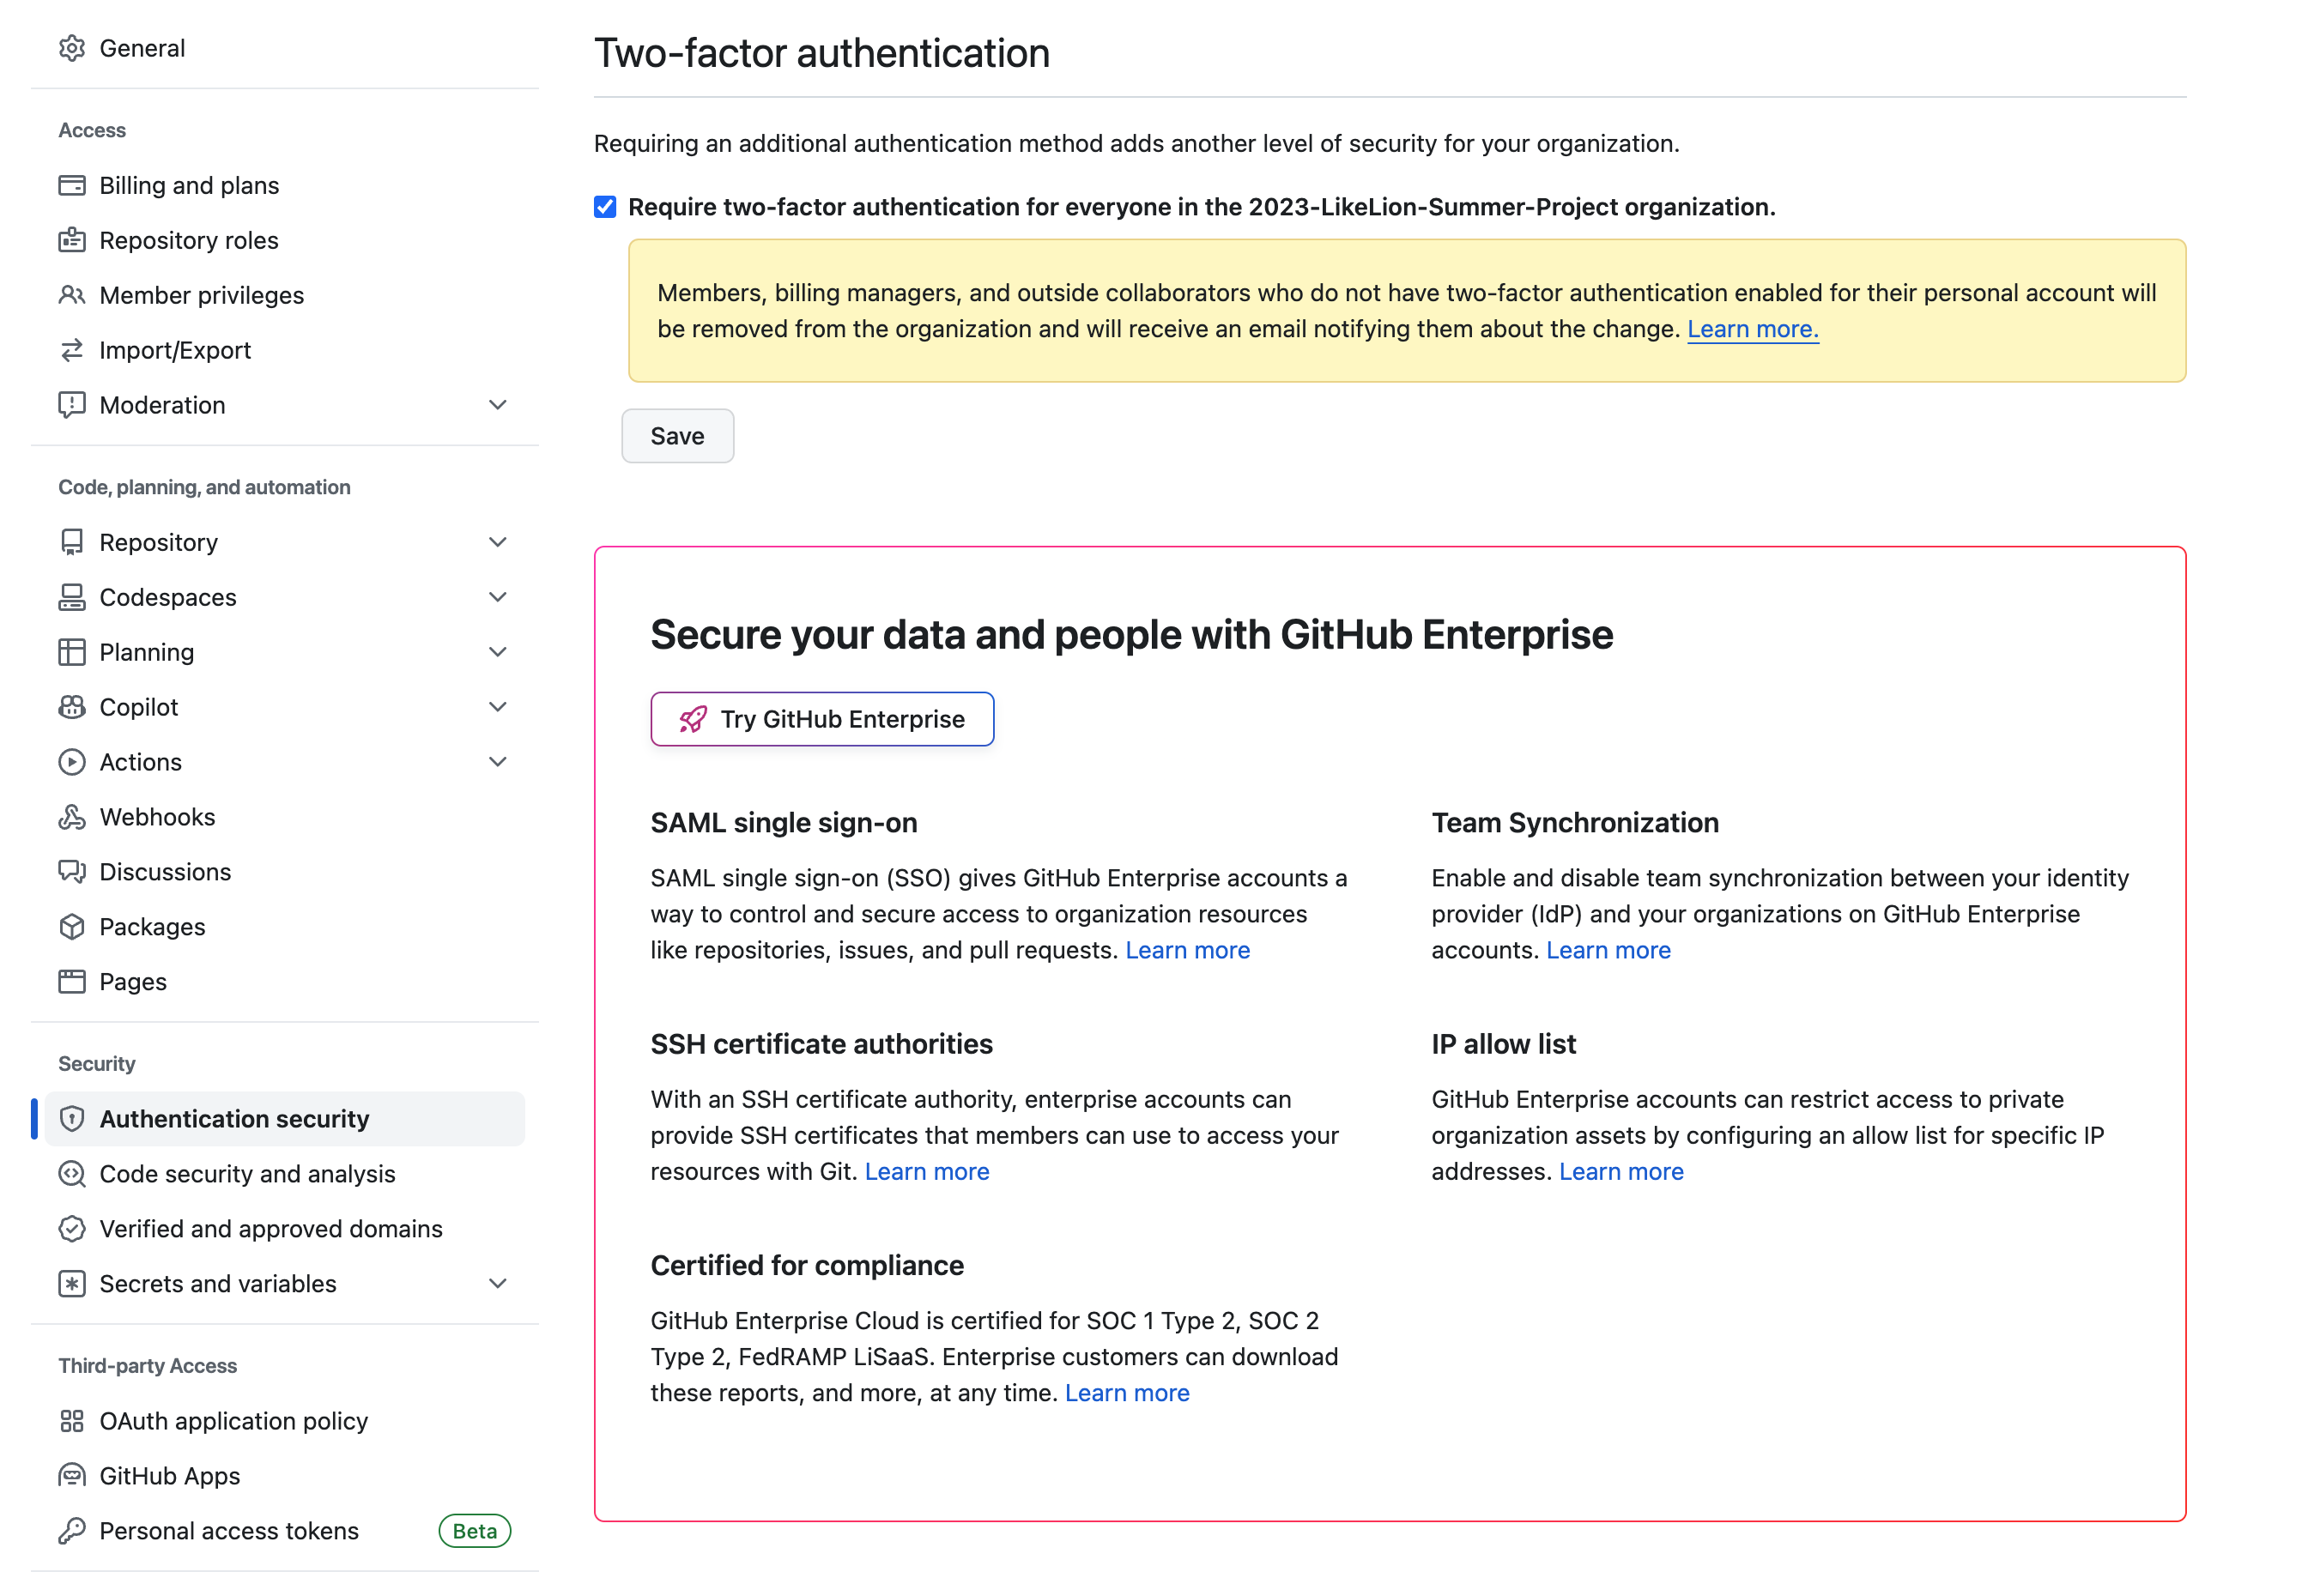 General
Access
Billing and plans
Repository roles
Member privileges
Import/Export
Moderation
Code, planning, and automation
Repository
Codespaces
Planning
Copilot
Actions
Webhooks
Discussions
Packages
Pages
Security
Authentication security
Code security and analysis
Verified and approved domains
Secrets and variables
Third-party Access
OAuth application policy
GitHub Apps
Personal access tokens Beta
Two-factor authentication
Requiring an additional authentication method adds another level of security for your organization.
Require two-factor authentication for everyone in the 2023-LikeLion-Summer-Project organization.
Members, billing managers, and outside collaborators who do not have two-factor authentication enabled for their personal account will
be removed from the organization and will receive an email notifying them about the change. Learn more.
Save
Secure your data and people with GitHub Enterprise
Try GitHub Enterprise
SAML single sign-on
SAML single sign-on (SSO) gives GitHub Enterprise accounts a
way to control and secure access to organization resources
like repositories, issues, and pull requests. Learn more
Team Synchronization
Enable and disable team synchronization between your identity
provider (IdP) and your organizations on GitHub Enterprise
accounts. Learn more
SSH certificate authorities
With an SSH certificate authority, enterprise accounts can
provide SSH certificates that members can use to access your
resources with Git. Learn more
IP allow list
GitHub Enterprise accounts can restrict access to private
organization assets by configuring an allow list for specific IP
addresses. Learn more
Certified for compliance
GitHub Enterprise Cloud is certified for SOC 1 Type 2, SOC 2
Type 2, FedRAMP LiSaaS. Enterprise customers can download
these reports, and more, at any time. Learn more